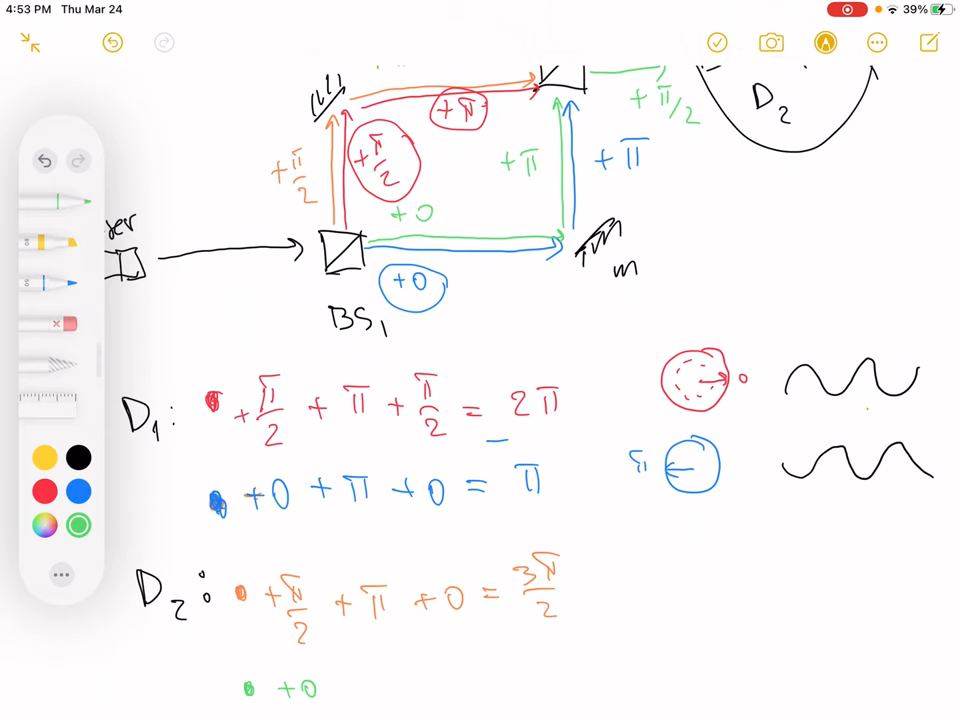 4:53 PM Thu Mar 24
39%
+π/2
D2
+π
+π/2
+π/2
+π
+π
+0
+0
m
BS1
D1: +π/2 + π + π/2 = 2π
0
+0 + π + 0 = π
π
D2: +π/2 + π + 0 = 3π/2
+0